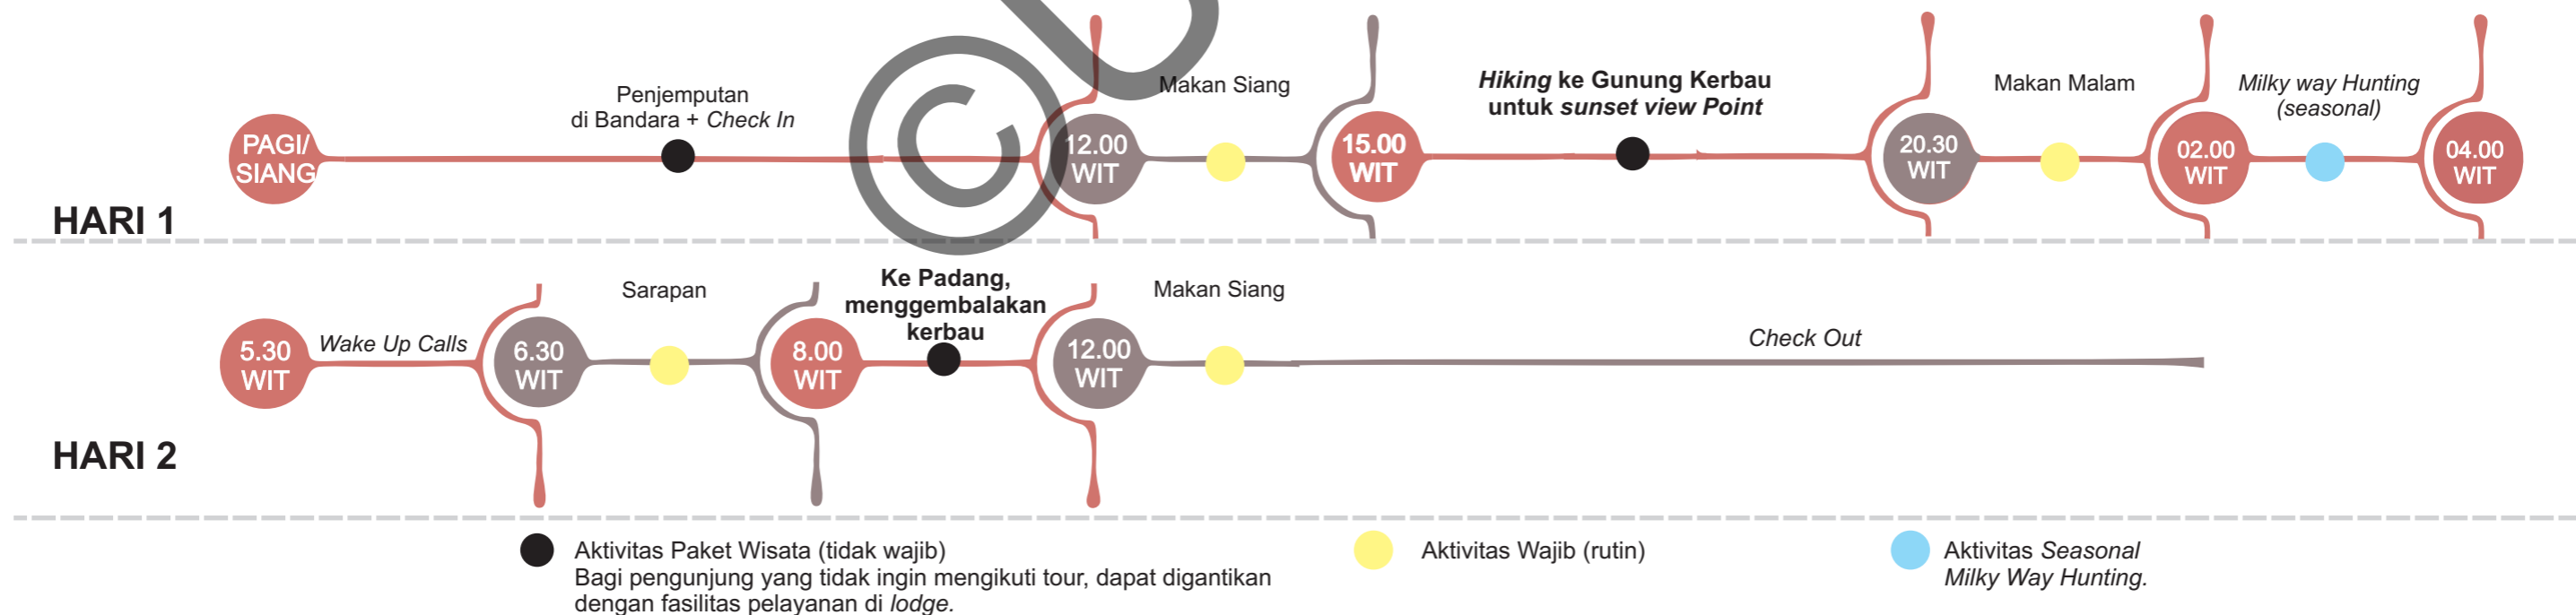 PAGI/
SIANG
Penjemputan
di Bandara + Check In
12.00
WIT
Makan Siang
15.00
WIT
Hiking ke Gunung Kerbau
untuk sunset view Point
20.30
WIT
Makan Malam
02.00
WIT
Milky way Hunting
(seasonal)
04.00
WIT
HARI 1
5.30
WIT
Wake Up Calls
6.30
WIT
Sarapan
8.00
WIT
Ke Padang,
menggembalakan
kerbau
12.00
WIT
Makan Siang
Check Out
HARI 2
Aktivitas Paket Wisata (tidak wajib)
Bagi pengunjung yang tidak ingin mengikuti tour, dapat digantikan
dengan fasilitas pelayanan di lodge.
Aktivitas Wajib (rutin)
Aktivitas Seasonal
Milky Way Hunting.
©